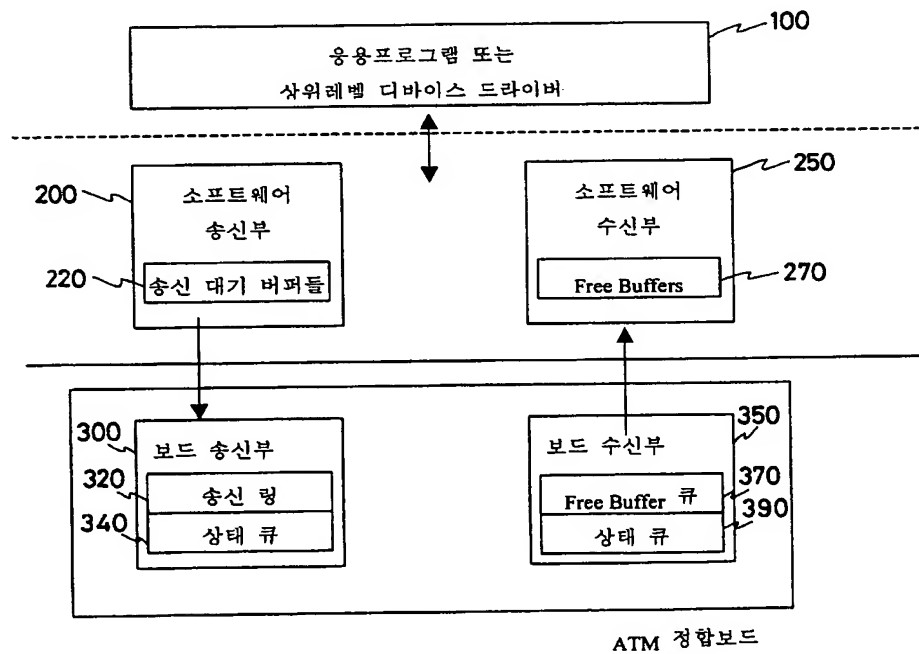 100
응용프로그램 또는
상위레벨 디바이스 드라이버
200
소프트웨어
송신부
220
송신 대기 버퍼들
250
소프트웨어
수신부
270
Free Buffers
300
보드 송신부
320
송신 링
340
상태 큐
350
보드 수신부
370
Free Buffer 큐
390
상태 큐
ATM 정합보드